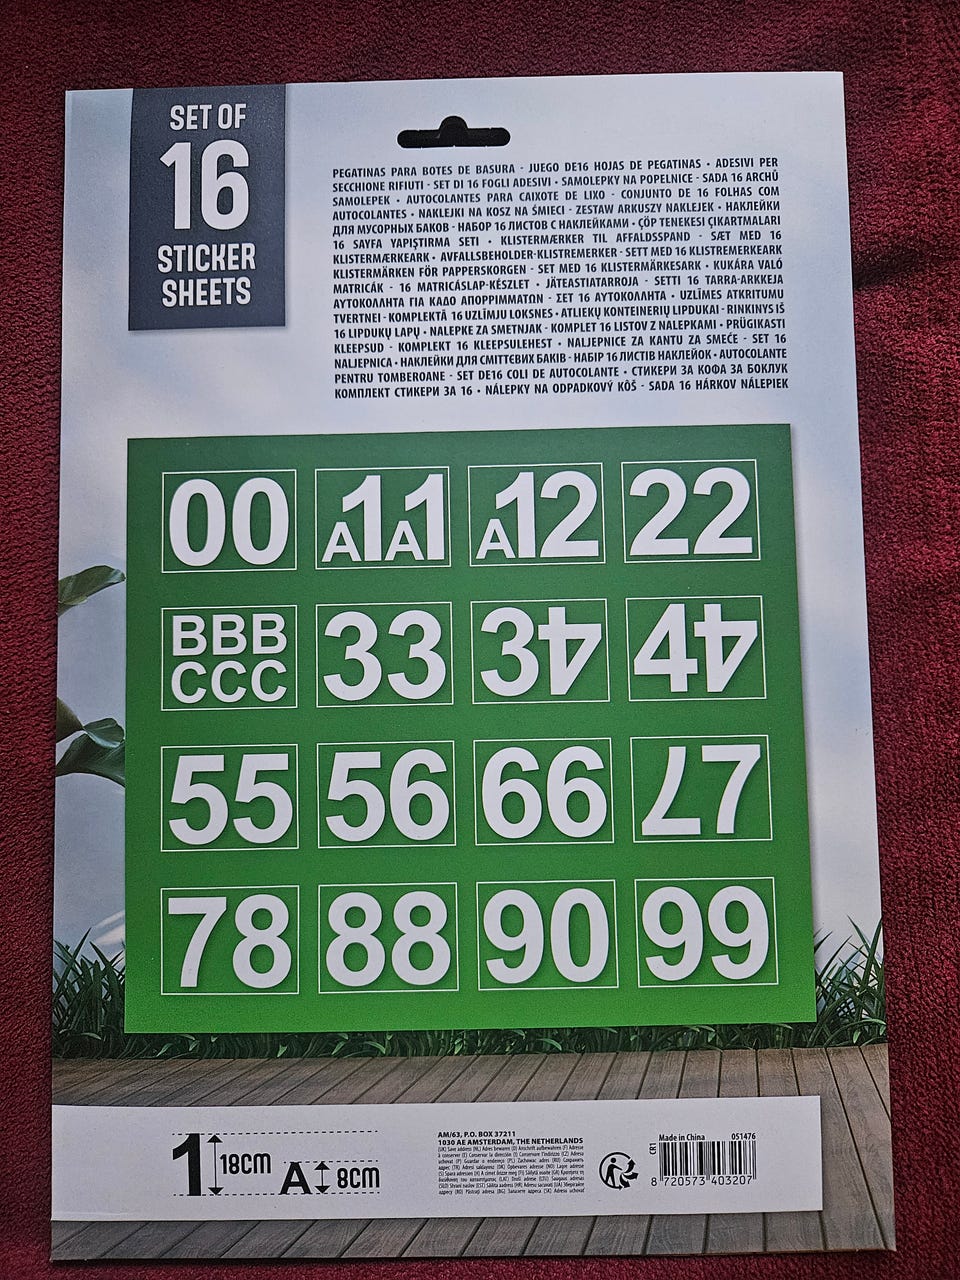 SET OF
16
STICKER
SHEETS
PEGATINAS PARA BOTES DE BASURA - JUEGO DE16 HOJAS DE PEGATINAS • ADESIVI PER
SECCHIONE RIFIUTI - SET DI 16 FOGLI ADESIVI • SAMOLEPKY NA POPELNICE - SADA 16 ARCHŮ
SAMOLEPEK • AUTOCOLANTES PARA CAIXOTE DE LIXO - CONJUNTO DE 16 FOLHAS COM
AUTOCOLANTES • NAKLEJKI NA KOSZ NA ŚMIECI - ZESTAW ARKUSZY NAKLEJEK • НАКЛЕЙКИ
ДЛЯ МУСОРНЫХ БАКОВ - НАБОР 16 ЛИСТОВ С НАКЛЕЙКАМИ • ÇÖP TENEKESI ÇIKARTMALARI
16 SAYFA YAPIŞTIRMA SETI • KLISTERMÆRKER TIL AFFALDSSPAND - SÆT MED 16
KLISTERMÆRKEARK • AVFALLSBEHOLDER-KLISTREMERKER - SETT MED 16 KLISTREMERKEARK
KLISTERMÄRKEN FÖR PAPPERSKORGEN - SET MED 16 KLISTERMÄRKESARK • KUKÁRA VALÓ
MATRICÁK - 16 MATRICÁSLAP-KÉSZLET • JÄTEASTIATARROJA - SETTI 16 TARRA-ARKKEJA
ΑΥΤΟΚΟΛΛΗΤΑ ΓΙΑ ΚΑΔΟ ΑΠΟΡΡΙΜΜΑΤΩΝ - ΣΕΤ 16 ΑΥΤΟΚΟΛΛΗΤΑ • UZLĪMES ATKRITUMU
TVERTNEI - KOMPLEKTĀ 16 UZLĪMJU LOKSNES • ATLIEKŲ KONTEINERIŲ LIPDUKAI - RINKINYS IŠ
16 LIPDUKŲ LAPŲ • NALEPKE ZA SMETNJAK - KOMPLET 16 LISTOV Z NALEPKAMI • PRÜGIKASTI
KLEEPSUD - KOMPLEKT 16 KLEEPSULEHEST • NALJEPNICE ZA KANTU ZA SMEĆE - SET 16
NALJEPNICA • НАКЛЕЙКИ ДЛЯ СМІТТЄВИХ БАКІВ - НАБІР 16 ЛИСТІВ НАКЛЕЙОК • AUTOCOLANTE
PENTRU TOMBEROANE - SET DE16 COLI DE AUTOCOLANTE • СТИКЕРИ ЗА КОФА ЗА БОКЛУК
КОМПЛЕКТ СТИКЕРИ ЗА 16 • NÁLEPKY NA ODPADKOVÝ KÔŠ - SADA 16 HÁRKOV NÁLEPIEK
00 A1A1 A12 22
BBB
CCC
33 34 44
55 56 66 77
78 88 90 99
1 18CM A 8CM
AM/63, P.O. BOX 37211
1030 AE AMSTERDAM, THE NETHERLANDS
CR1
Made in China 051476
8 720573 403207